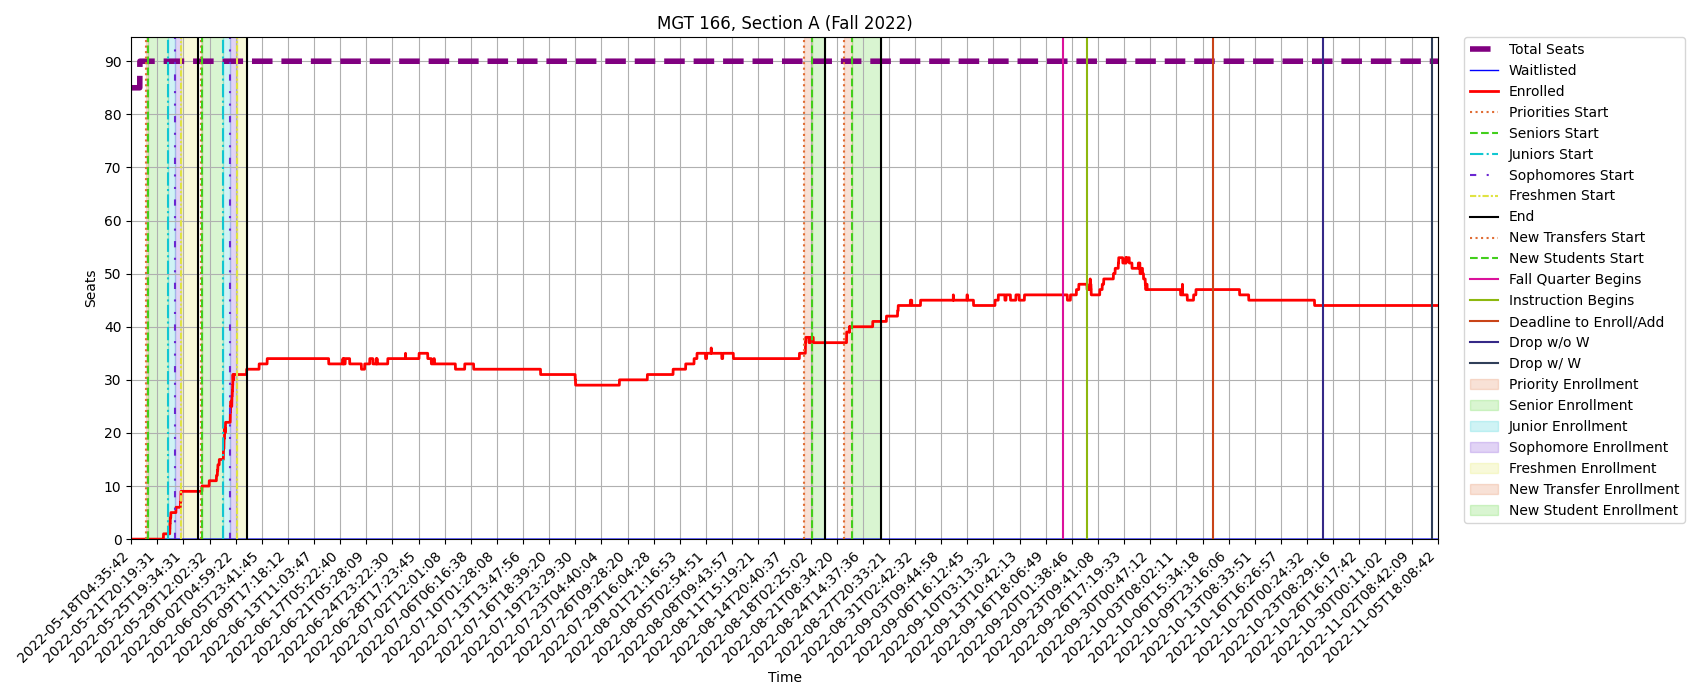 MGT 166, Section A (Fall 2022)
Seats
90
80
70
60
50
40
30
20
10
0
2022-05-18T04:35:42
2022-05-21T20:19:31
2022-05-25T19:34:31
2022-05-29T12:02:32
2022-06-02T04:59:22
2022-06-05T23:41:45
2022-06-09T17:18:12
2022-06-13T11:03:47
2022-06-17T05:22:40
2022-06-21T05:28:09
2022-06-24T23:22:30
2022-06-28T17:23:45
2022-07-02T12:01:08
2022-07-06T06:16:38
2022-07-10T01:28:08
2022-07-13T13:47:56
2022-07-16T18:39:20
2022-07-19T23:29:30
2022-07-23T04:40:04
2022-07-26T09:28:20
2022-07-29T16:04:28
2022-08-01T21:16:53
2022-08-05T02:54:51
2022-08-08T09:43:57
2022-08-11T15:19:21
2022-08-14T20:40:37
2022-08-18T02:25:02
2022-08-21T08:34:20
2022-08-24T14:37:36
2022-08-27T20:33:21
2022-08-31T02:42:32
2022-09-03T09:44:58
2022-09-06T16:12:45
2022-09-10T03:13:32
2022-09-13T10:42:13
2022-09-16T18:06:49
2022-09-20T01:38:46
2022-09-23T09:41:08
2022-09-26T17:19:33
2022-09-30T00:47:12
2022-10-03T08:02:11
2022-10-06T15:34:18
2022-10-09T23:16:06
2022-10-13T08:33:51
2022-10-16T16:26:57
2022-10-20T00:24:32
2022-10-23T08:29:16
2022-10-26T16:17:42
2022-10-30T00:11:02
2022-11-02T08:42:09
2022-11-05T18:08:42
Time
Total Seats
Waitlisted
Enrolled
Priorities Start
Seniors Start
Juniors Start
Sophomores Start
Freshmen Start
End
New Transfers Start
New Students Start
Fall Quarter Begins
Instruction Begins
Deadline to Enroll/Add
Drop w/o W
Drop w/ W
Priority Enrollment
Senior Enrollment
Junior Enrollment
Sophomore Enrollment
Freshmen Enrollment
New Transfer Enrollment
New Student Enrollment